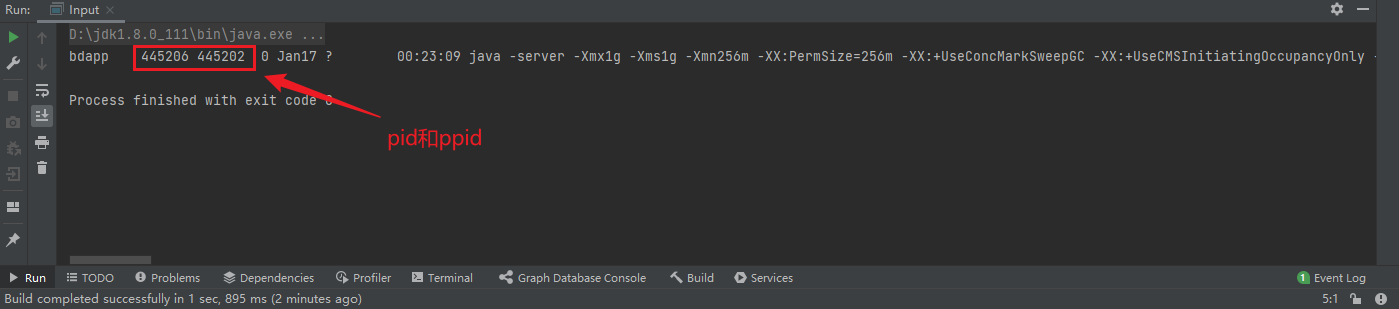 Run: Input
D:\jdk1.8.0_111\bin\java.exe ...
bdapp 445206 445202 0 Jan17 ? 00:23:09 java -server -Xmx1g -Xms1g -Xmn256m -XX:PermSize=256m -XX:+UseConcMarkSweepGC -XX:+UseCMSInitiatingOccupancyOnly -
Process finished with exit code 0
pid和ppid
Run TODO Problems Dependencies Profiler Terminal Graph Database Console Build Services 1 Event Log
Build completed successfully in 1 sec, 895 ms (2 minutes ago) 5:1